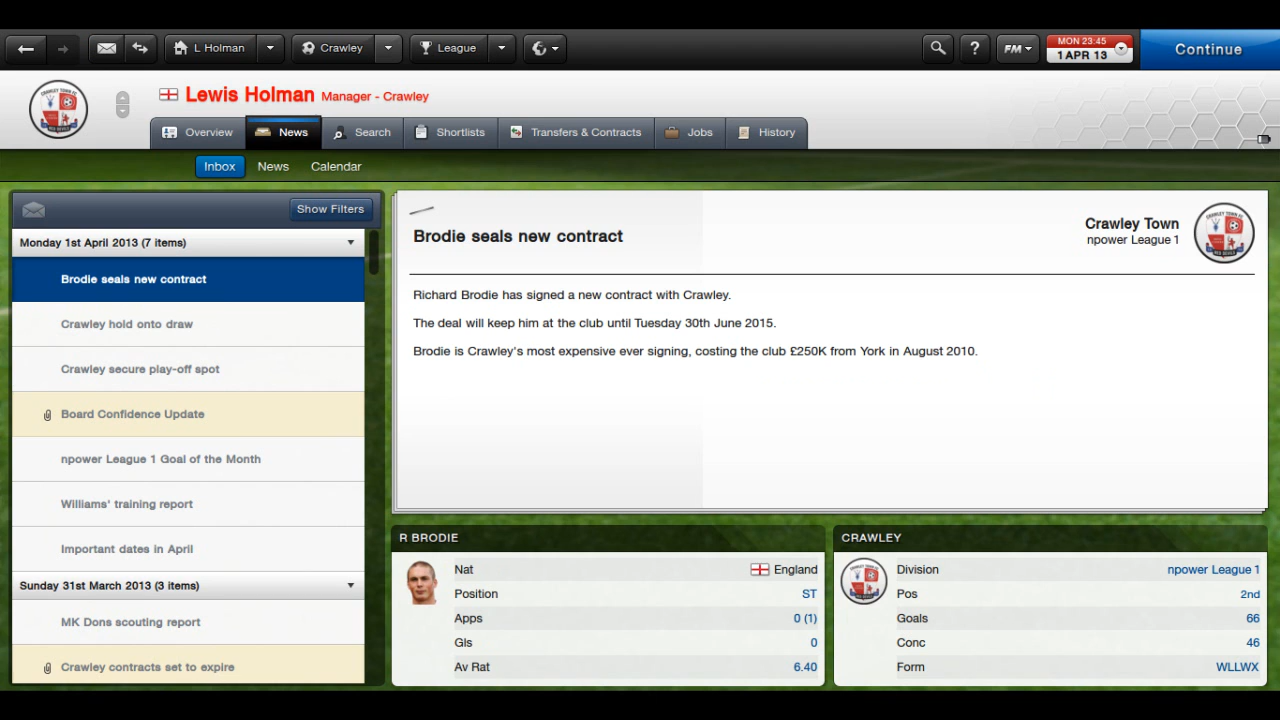 L Holman
Crawley
League
?
FM
MON 23:45
1 APR 13
Continue
Lewis Holman Manager - Crawley
Overview
News
Search
Shortlists
Transfers & Contracts
Jobs
History
Inbox
News
Calendar
Show Filters
Monday 1st April 2013 (7 items)
Brodie seals new contract
Crawley hold onto draw
Crawley secure play-off spot
Board Confidence Update
npower League 1 Goal of the Month
Williams' training report
Important dates in April
Sunday 31st March 2013 (3 items)
MK Dons scouting report
Crawley contracts set to expire
Brodie seals new contract
Crawley Town
npower League 1
Richard Brodie has signed a new contract with Crawley.
The deal will keep him at the club until Tuesday 30th June 2015.
Brodie is Crawley's most expensive ever signing, costing the club £250K from York in August 2010.
R BRODIE
Nat England
Position ST
Apps 0 (1)
Gls 0
Av Rat 6.40
CRAWLEY
Division npower League 1
Pos 2nd
Goals 66
Conc 46
Form WLLWX